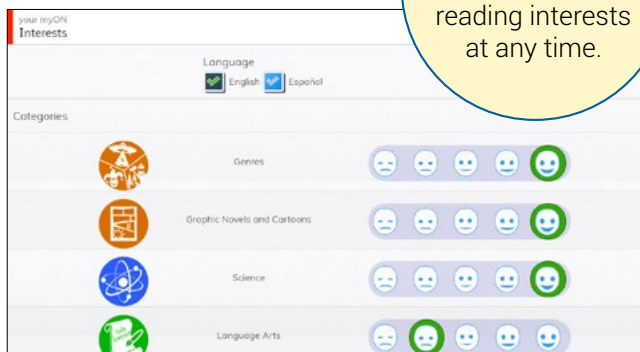 reading interests
at any time.
your myON
Interests
Language
English Español
Categories
Genres
Graphic Novels and Cartoons
Science
Language Arts